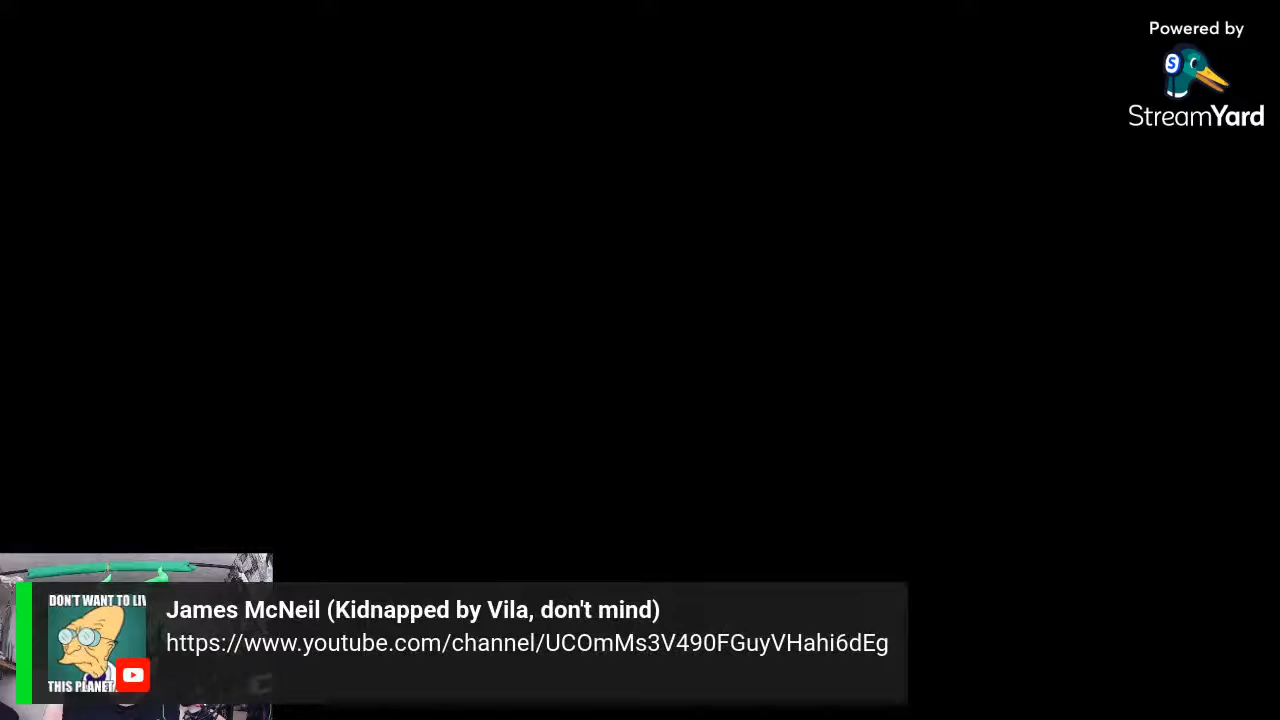 Powered by
S
StreamYard
DON'T WANT TO LIV
THIS PLANET
James McNeil (Kidnapped by Vila, don't mind)
https://www.youtube.com/channel/UCOmMs3V490FGuyVHahi6dEg